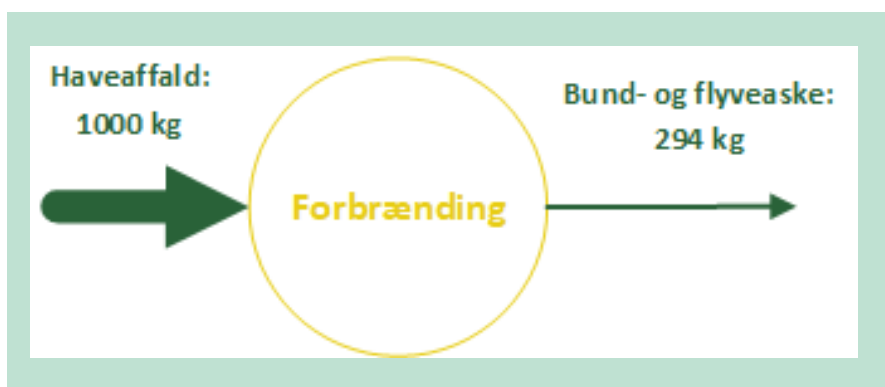 Haveaffald:
1000 kg
Bund- og flyveaske:
294 kg
Forbrænding